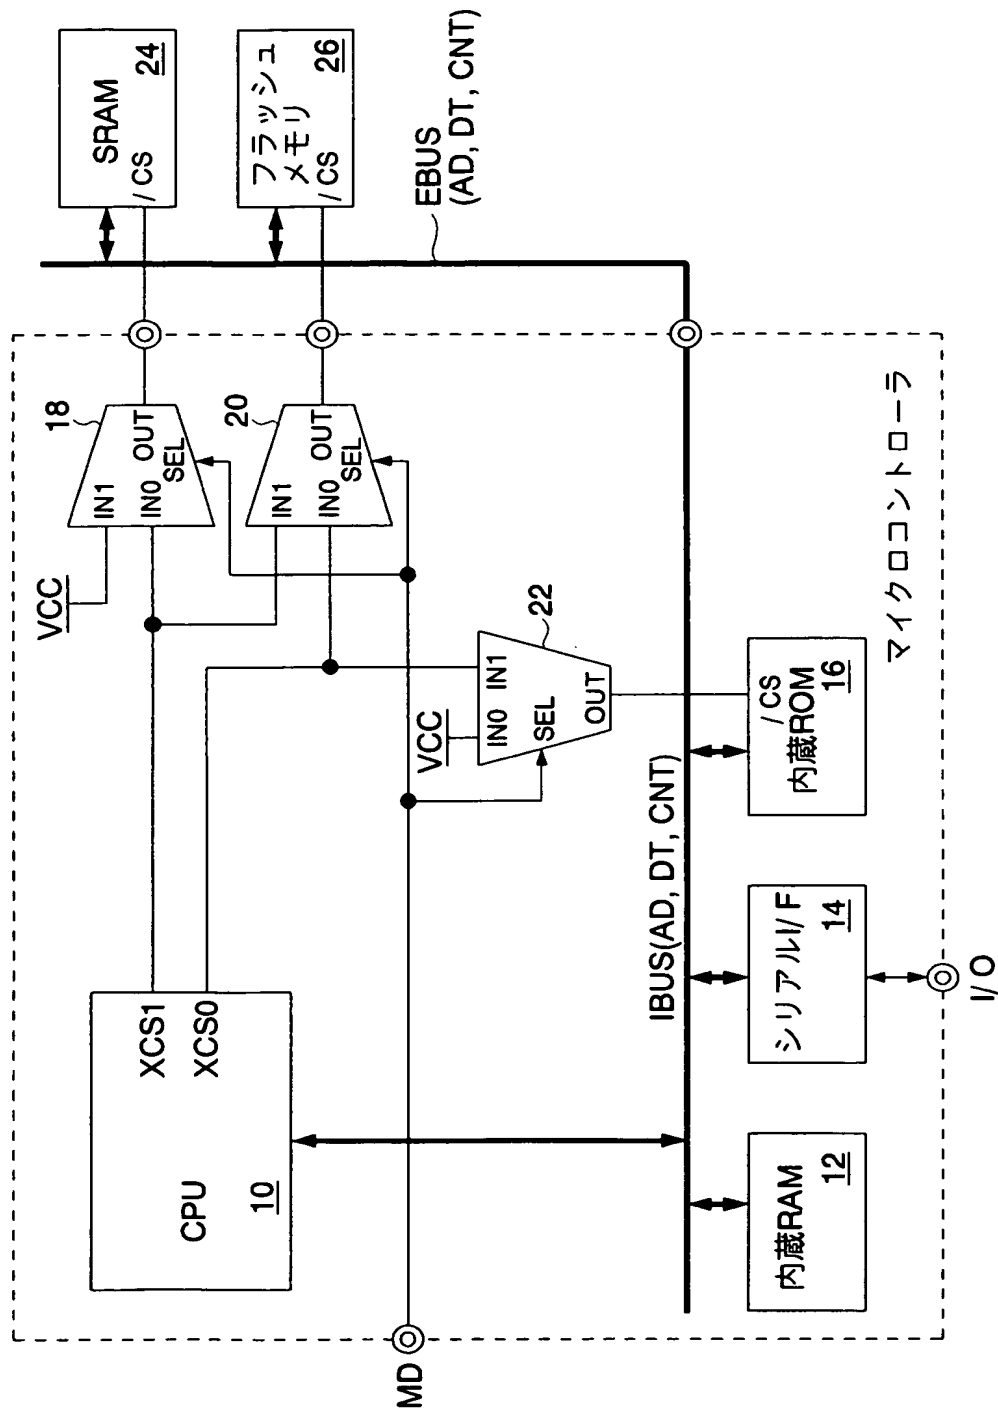 マイクロコントローラ
MD
CPU
10
XCS1
XCS0
VCC
IN1
IN0
OUT
SEL
18
IN1
IN0
OUT
SEL
20
VCC
IN0
IN1
SEL
OUT
22
SRAM
24
/CS
フラッシュ
メモリ
26
/CS
EBUS
(AD, DT, CNT)
IBUS(AD, DT, CNT)
内蔵RAM
12
シリアルI/F
14
I/O
/CS
内蔵ROM
16